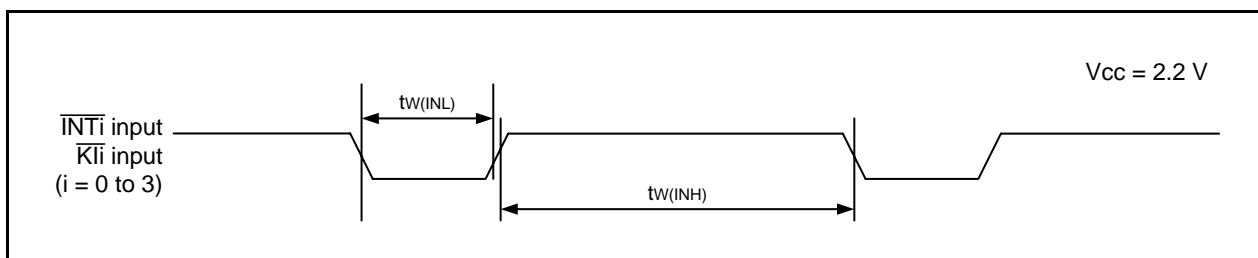 Vcc = 2.2 V
tW(INL)
INTi input
KIi input
(i = 0 to 3)
tW(INH)